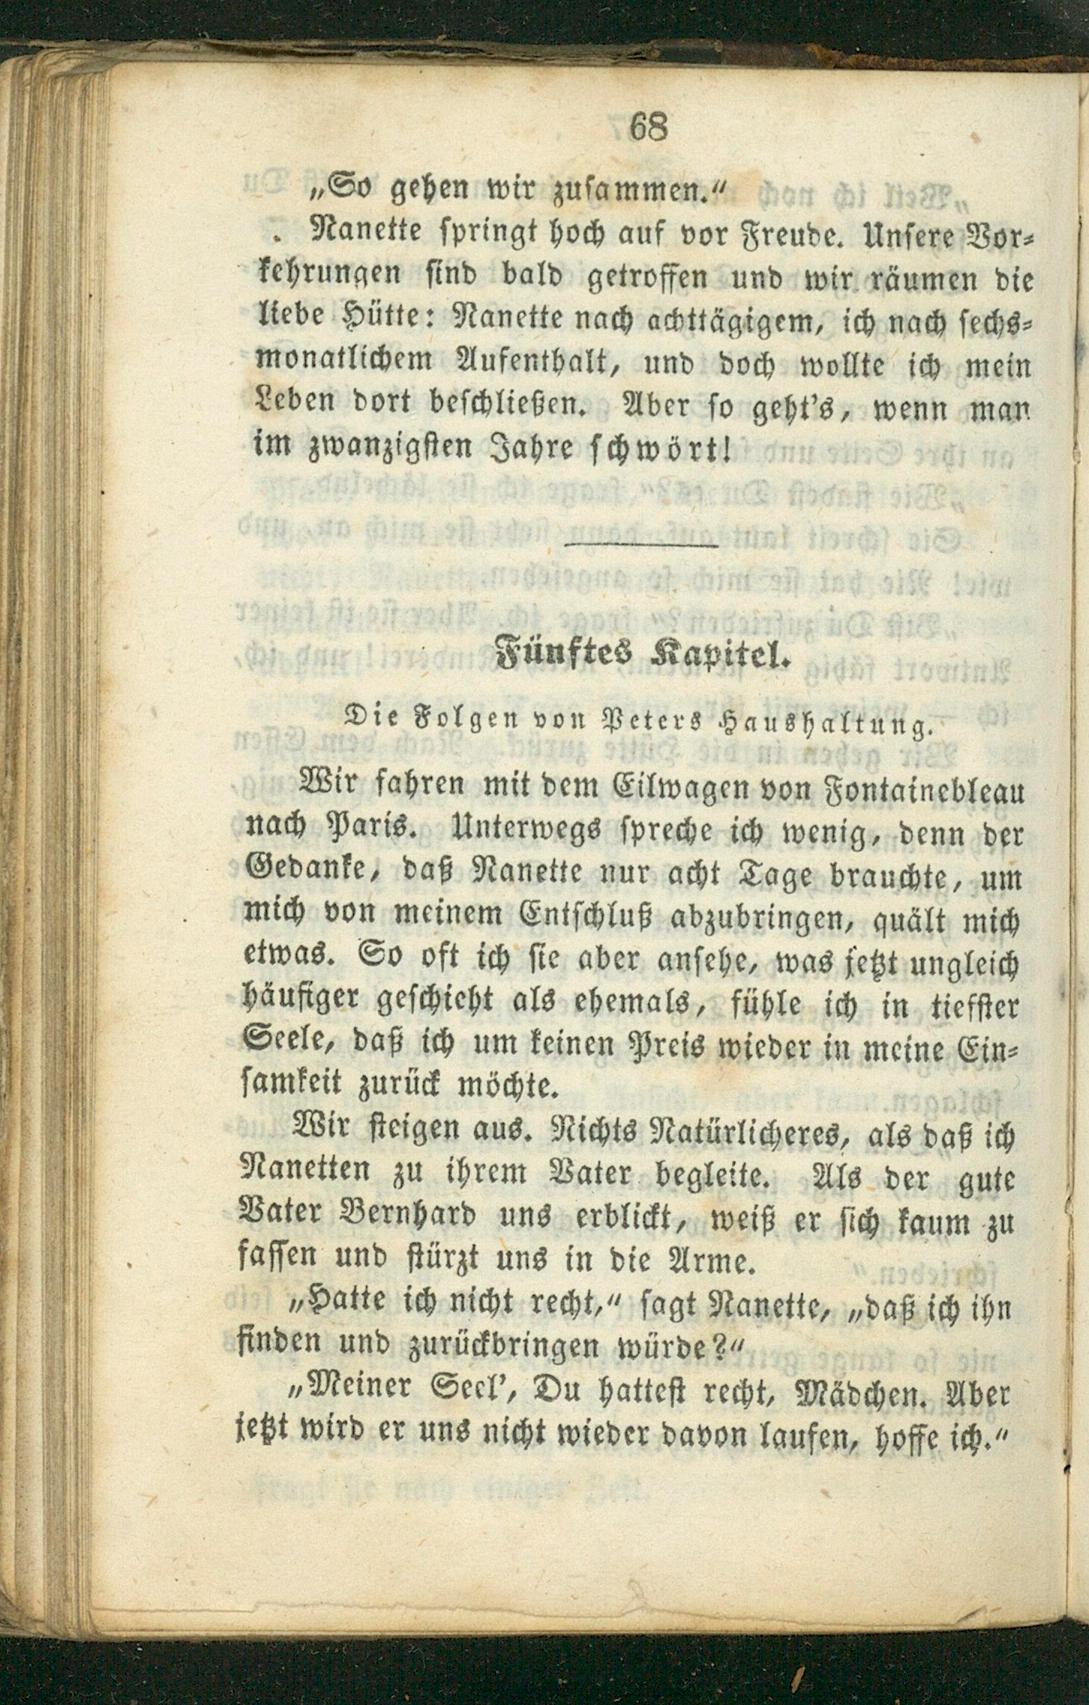 68
„So gehen wir zusammen.“
Nanette springt hoch auf vor Freude. Unsere Vor-
kehrungen sind bald getroffen und wir räumen die
liebe Hütte: Nanette nach achttägigem, ich nach sechs-
monatlichem Aufenthalt, und doch wollte ich mein
Leben dort beschließen. Aber so geht's, wenn man
im zwanzigsten Jahre schwört!
Fünftes Kapitel.
Die Folgen von Peters Haushaltung.
Wir fahren mit dem Eilwagen von Fontainebleau
nach Paris. Unterwegs spreche ich wenig, denn der
Gedanke, daß Nanette nur acht Tage brauchte, um
mich von meinem Entschluß abzubringen, quält mich
etwas. So oft ich sie aber ansehe, was jetzt ungleich
häufiger geschieht als ehemals, fühle ich in tiefster
Seele, daß ich um keinen Preis wieder in meine Ein-
samkeit zurück möchte.
Wir steigen aus. Nichts Natürlicheres, als daß ich
Nanetten zu ihrem Vater begleite. Als der gute
Vater Bernhard uns erblickt, weiß er sich kaum zu
fassen und stürzt uns in die Arme.
„Hatte ich nicht recht,“ sagt Nanette, „daß ich ihn
finden und zurückbringen würde?“
„Meiner Seel', Du hattest recht, Mädchen. Aber
jetzt wird er uns nicht wieder davon laufen, hoffe ich.“